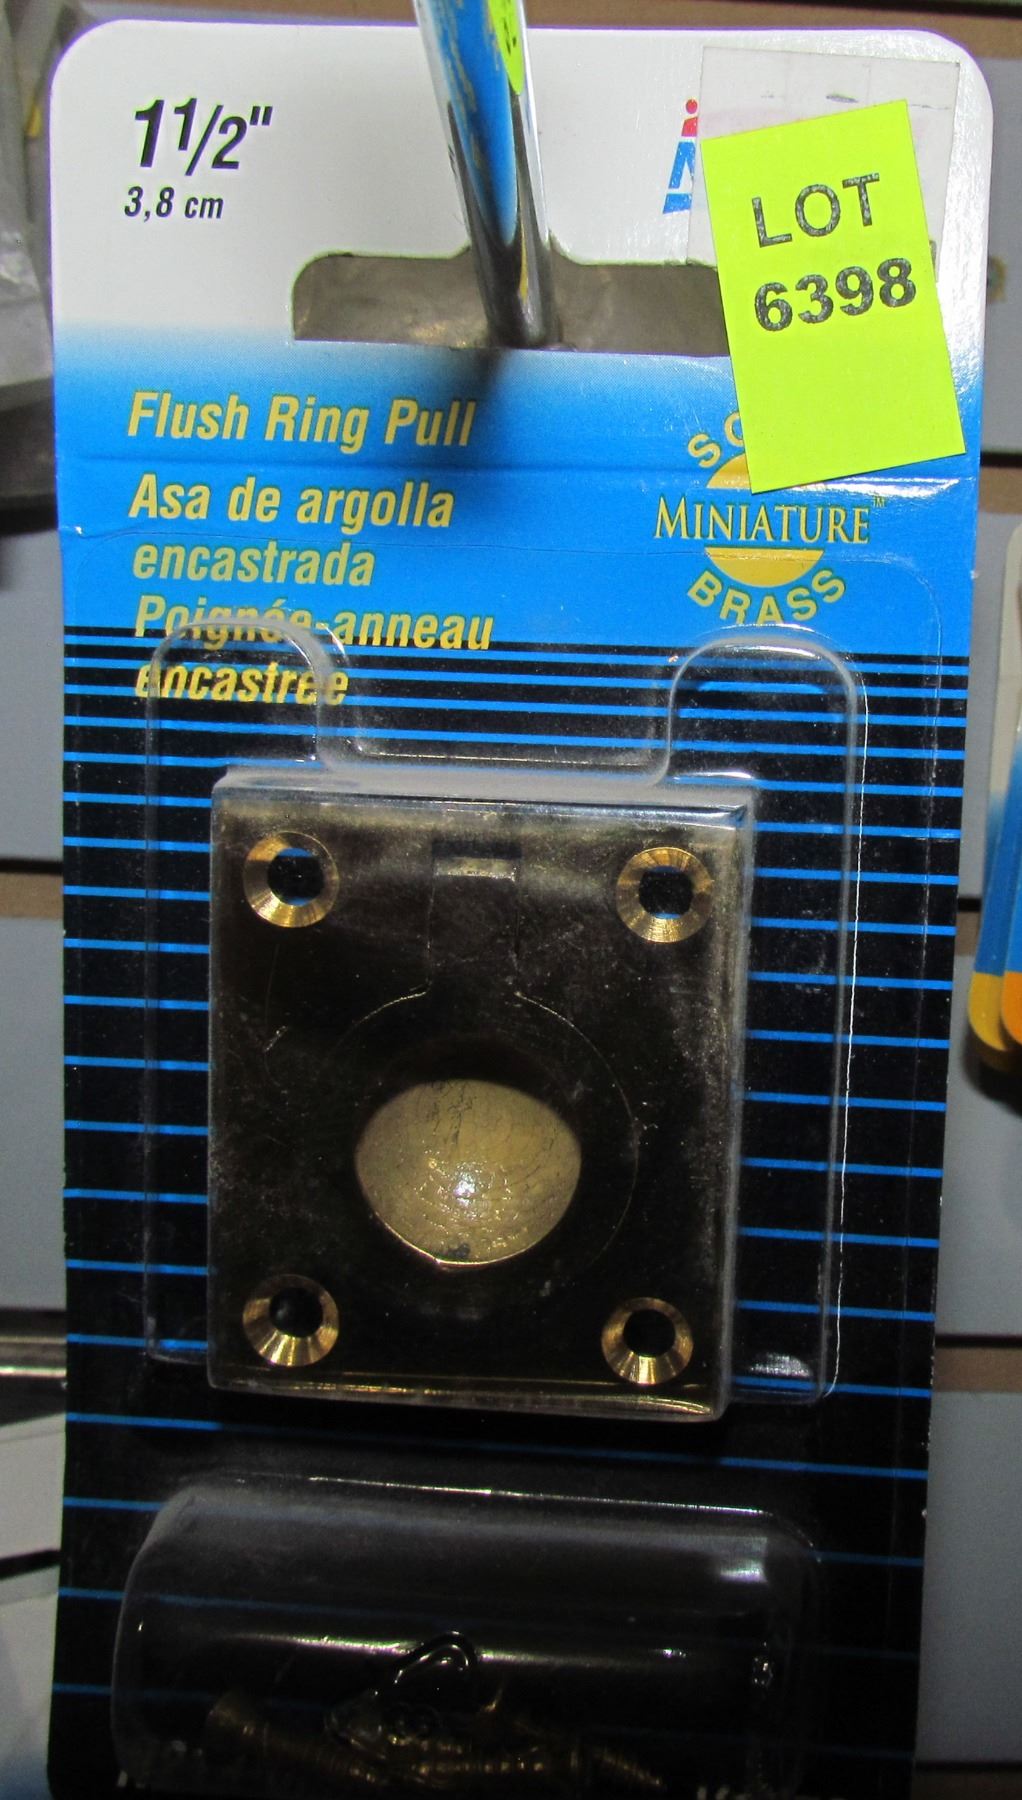 1 1/2"
3,8 cm
LOT
6398
Flush Ring Pull
Asa de argolla
encastrada
Poignée-anneau
encastrée
MINIATURE™
BRASS